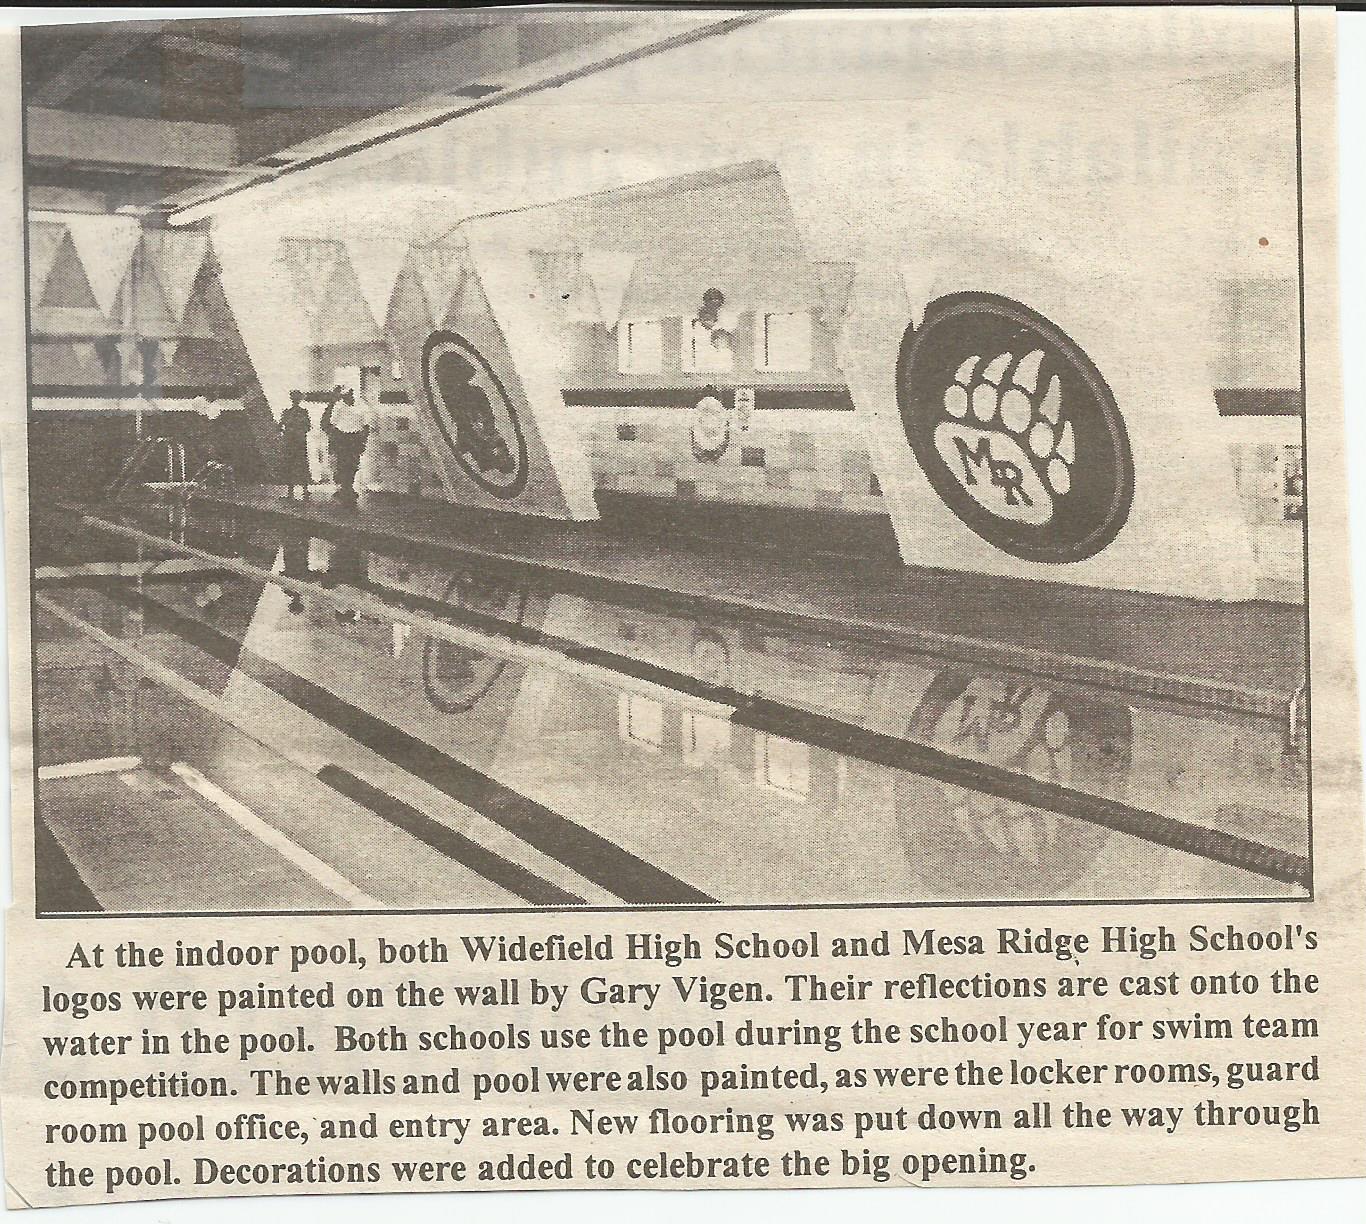 MR
At the indoor pool, both Widefield High School and Mesa Ridge High School's
logos were painted on the wall by Gary Vigen. Their reflections are cast onto the
water in the pool. Both schools use the pool during the school year for swim team
competition. The walls and pool were also painted, as were the locker rooms, guard
room pool office, and entry area. New flooring was put down all the way through
the pool. Decorations were added to celebrate the big opening.